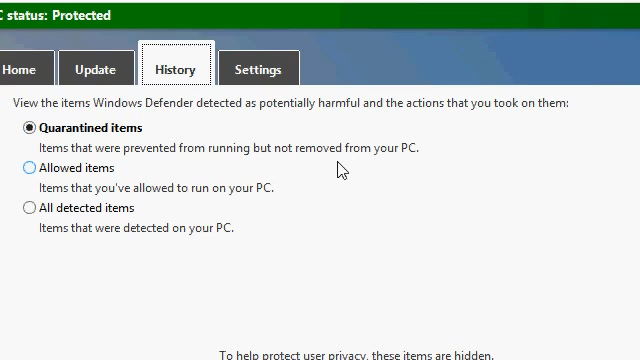 C status: Protected
Home Update History Settings
View the items Windows Defender detected as potentially harmful and the actions that you took on them:
Quarantined items
Items that were prevented from running but not removed from your PC.
Allowed items
Items that you've allowed to run on your PC.
All detected items
Items that were detected on your PC.
To help protect user privacy, these items are hidden.